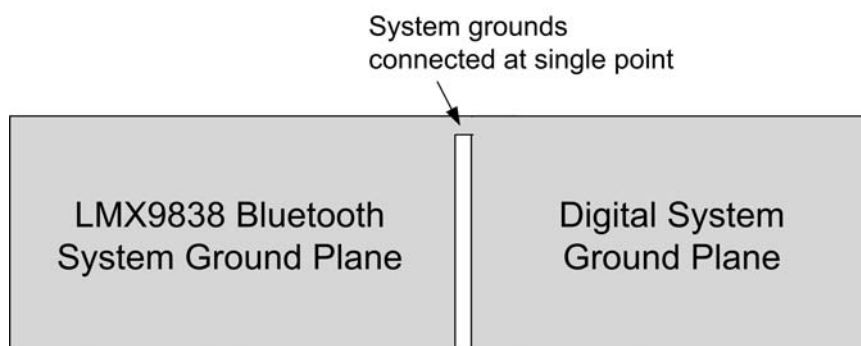 System grounds
connected at single point
LMX9838 Bluetooth
System Ground Plane
Digital System
Ground Plane